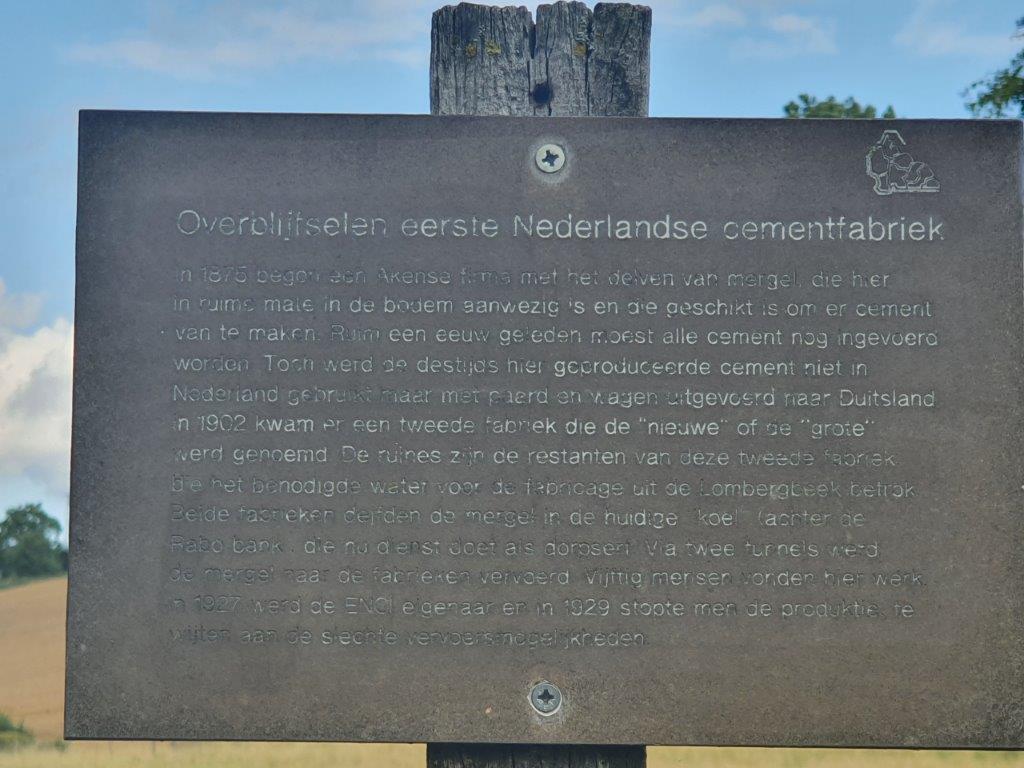 Overblijfselen eerste Nederlandse cementfabriek
In 1875 begon een Akense firma met het delven van mergel, die hier
in ruime mate in de bodem aanwezig is en die geschikt is om er cement
van te maken. Ruim een eeuw geleden moest alle cement nog ingevoerd
worden. Toch werd de destijds hier geproduceerde cement niet in
Nederland gebruikt maar met paard en wagen uitgevoerd naar Duitsland.
in 1902 kwam er een tweede fabriek die de "nieuwe" of de "grote"
werd genoemd. De ruines zijn de restanten van deze tweede fabriek
die het benodigde water voor de fabricage uit de Lombergbeek betrok.
Beide fabrieken delfden de mergel in de huidige "koel" (achter de
Rabobank), die nu dienst doet als dorpsent. Via twee tunnels werd
de mergel naar de fabrieken vervoerd. Vijftig mensen vonden hier werk.
In 1927 werd de ENCI eigenaar en in 1929 stopte men de produktie, te
wijten aan de slechte vervoersmogelijkheden.